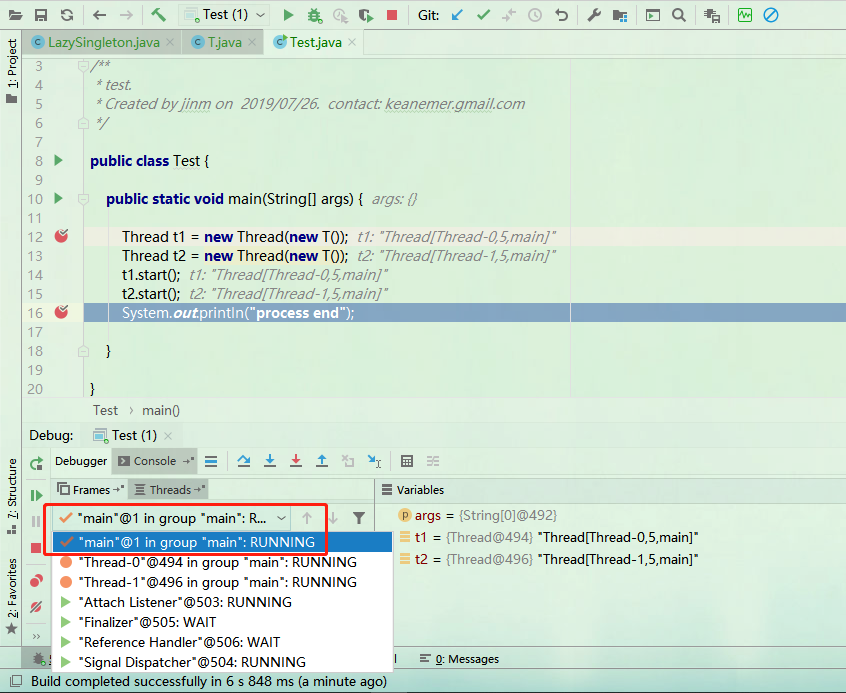 Test (1)
Git:
LazySingleton.java
T.java
Test.java
1: Project
3 /**
4 * test.
5 * Created by jinm on 2019/07/26. contact: keanemer.gmail.com
6 */
7
8 public class Test {
9
10 public static void main(String[] args) { args: {}
11
12 Thread t1 = new Thread(new T()); t1: "Thread[Thread-0,5,main]"
13 Thread t2 = new Thread(new T()); t2: "Thread[Thread-1,5,main]"
14 t1.start(); t1: "Thread[Thread-0,5,main]"
15 t2.start(); t2: "Thread[Thread-1,5,main]"
16 System.out.println("process end");
17
18 }
19
20 }
Test › main()
Debug: Test (1)
Debugger Console
Frames Threads
Variables
"main"@1 in group "main": R...
"main"@1 in group "main": RUNNING
"Thread-0"@494 in group "main": RUNNING
"Thread-1"@496 in group "main": RUNNING
"Attach Listener"@503: RUNNING
"Finalizer"@505: WAIT
"Reference Handler"@506: WAIT
"Signal Dispatcher"@504: RUNNING
args = {String[0]@492}
t1 = {Thread@494} "Thread[Thread-0,5,main]"
t2 = {Thread@496} "Thread[Thread-1,5,main]"
7: Structure
2: Favorites
0: Messages
Build completed successfully in 6 s 848 ms (a minute ago)